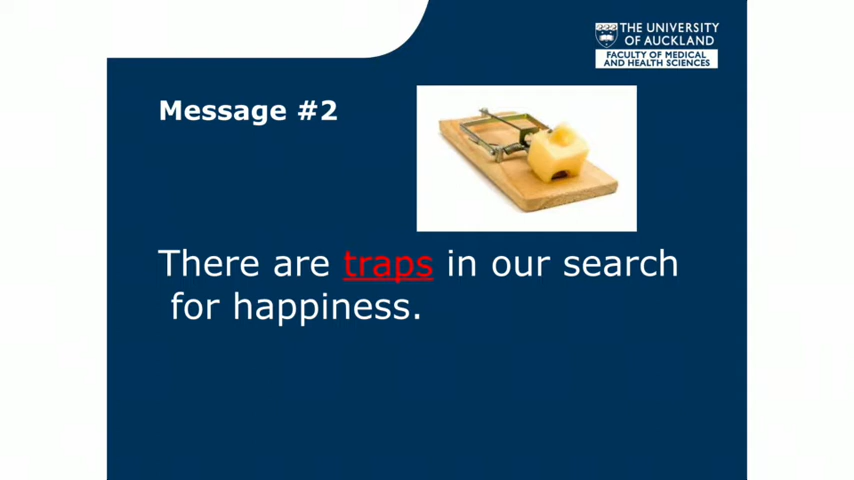 THE UNIVERSITY
OF AUCKLAND
FACULTY OF MEDICAL
AND HEALTH SCIENCES
Message #2
There are traps in our search
for happiness.